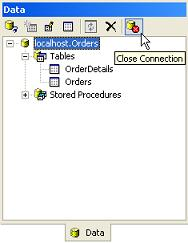 Data
localhost.Orders
Close Connection
Tables
OrderDetails
Orders
Stored Procedures
Data